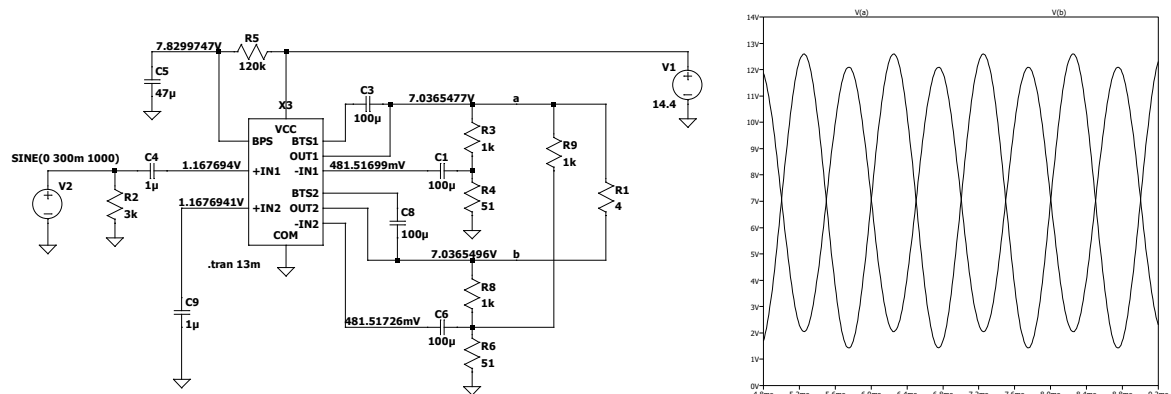 7.8299747V
R5
120k
C5
47µ
V1
14.4
X3
C3
100µ
7.0365477V
a
VCC
BPS
BTS1
OUT1
-IN1
+IN1
BTS2
OUT2
+IN2
-IN2
COM
R3
1k
R9
1k
SINE(0 300m 1000)
C4
1µ
1.167694V
481.51699mV
C1
100µ
R4
51
R1
4
V2
R2
3k
1.1676941V
C8
100µ
7.0365496V
b
.tran 13m
R8
1k
C9
1µ
481.51726mV
C6
100µ
R6
51
V(a)
V(b)
14V
13V
12V
11V
10V
9V
8V
7V
6V
5V
4V
3V
2V
1V
0V